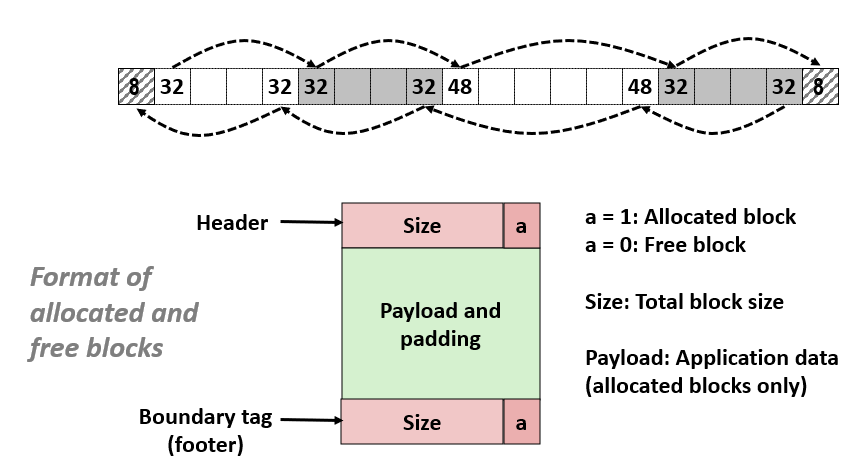 8 32 32 32 32 48 48 32 32 8
Header
Size a
a = 1: Allocated block
a = 0: Free block
Format of
allocated and
free blocks
Payload and
padding
Size: Total block size
Payload: Application data
(allocated blocks only)
Boundary tag
(footer)
Size a